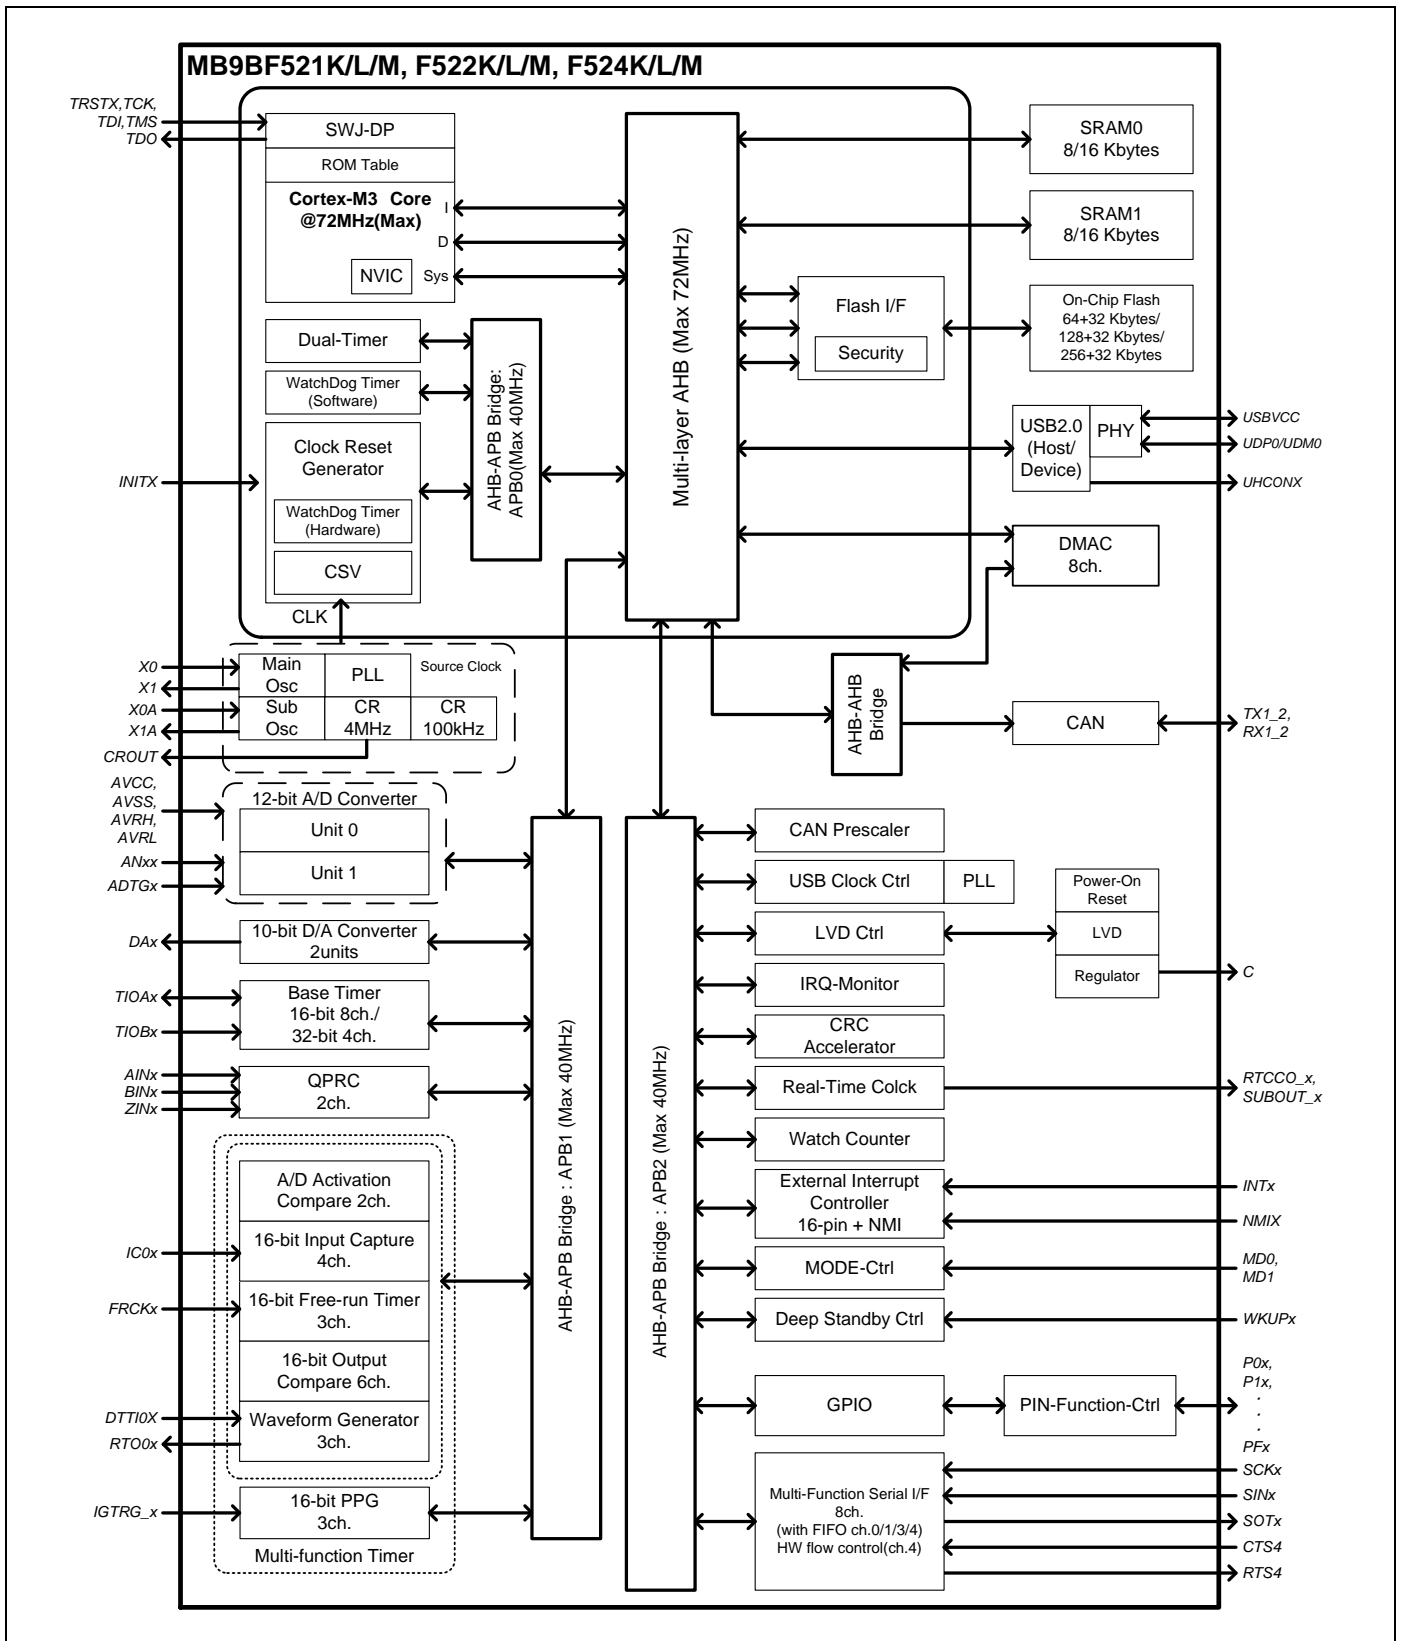 MB9BF521K/L/M, F522K/L/M, F524K/L/M
TRSTX,TCK,
TDI,TMS
TDO
SWJ-DP
ROM Table
Cortex-M3 Core
@72MHz(Max)
I
D
NVIC
Sys
Dual-Timer
WatchDog Timer
(Software)
Clock Reset
Generator
INITX
WatchDog Timer
(Hardware)
CSV
CLK
AHB-APB Bridge:
APB0(Max 40MHz)
Multi-layer AHB (Max 72MHz)
SRAM0
8/16 Kbytes
SRAM1
8/16 Kbytes
Flash I/F
Security
On-Chip Flash
64+32 Kbytes/
128+32 Kbytes/
256+32 Kbytes
USB2.0
(Host/
Device)
PHY
USBVCC
UDP0/UDM0
UHCONX
DMAC
8ch.
AHB-AHB
Bridge
CAN
TX1_2,
RX1_2
X0
X1
X0A
X1A
CROUT
Main
Osc
PLL
Source Clock
Sub
Osc
CR
4MHz
CR
100kHz
AVCC,
AVSS,
AVRH,
AVRL
ANxx
ADTGx
12-bit A/D Converter
Unit 0
Unit 1
DAx
10-bit D/A Converter
2units
TIOAx
TIOBx
Base Timer
16-bit 8ch./
32-bit 4ch.
AINx
BINx
ZINx
QPRC
2ch.
A/D Activation
Compare 2ch.
IC0x
16-bit Input Capture
4ch.
FRCKx
16-bit Free-run Timer
3ch.
16-bit Output
Compare 6ch.
DTTI0X
RTO0x
Waveform Generator
3ch.
IGTRG_x
16-bit PPG
3ch.
Multi-function Timer
AHB-APB Bridge : APB1 (Max 40MHz)
AHB-APB Bridge : APB2 (Max 40MHz)
CAN Prescaler
USB Clock Ctrl
PLL
LVD Ctrl
Power-On
Reset
LVD
Regulator
C
IRQ-Monitor
CRC
Accelerator
Real-Time Colck
RTCCO_x,
SUBOUT_x
Watch Counter
External Interrupt
Controller
16-pin + NMI
INTx
NMIX
MODE-Ctrl
MD0,
MD1
Deep Standby Ctrl
WKUPx
GPIO
PIN-Function-Ctrl
P0x,
P1x,
.
.
.
PFx
Multi-Function Serial I/F
8ch.
(with FIFO ch.0/1/3/4)
HW flow control(ch.4)
SCKx
SINx
SOTx
CTS4
RTS4